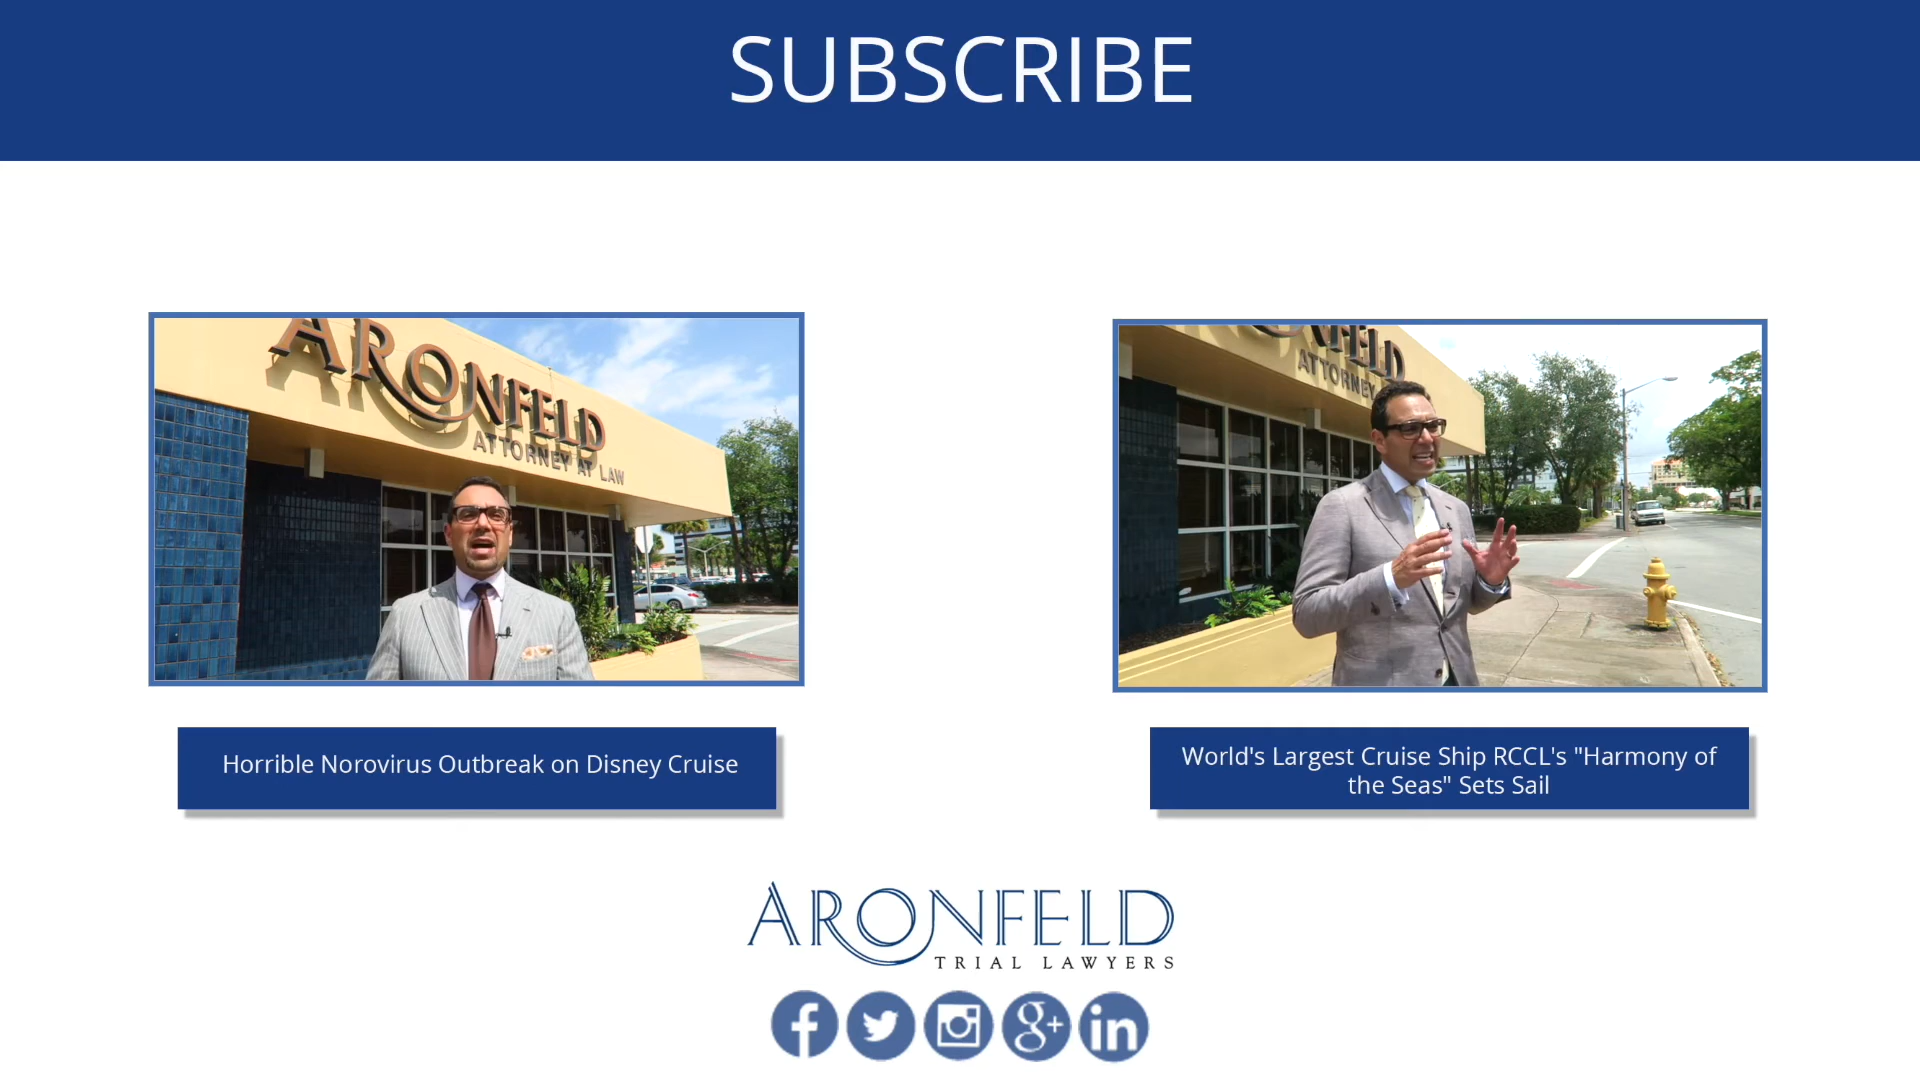 SUBSCRIBE
ARONFELD
ATTORNEY AT LAW
NFELD
ATTORNEY
Horrible Norovirus Outbreak on Disney Cruise
World's Largest Cruise Ship RCCL's "Harmony of
the Seas" Sets Sail
ARONFELD
TRIAL LAWYERS